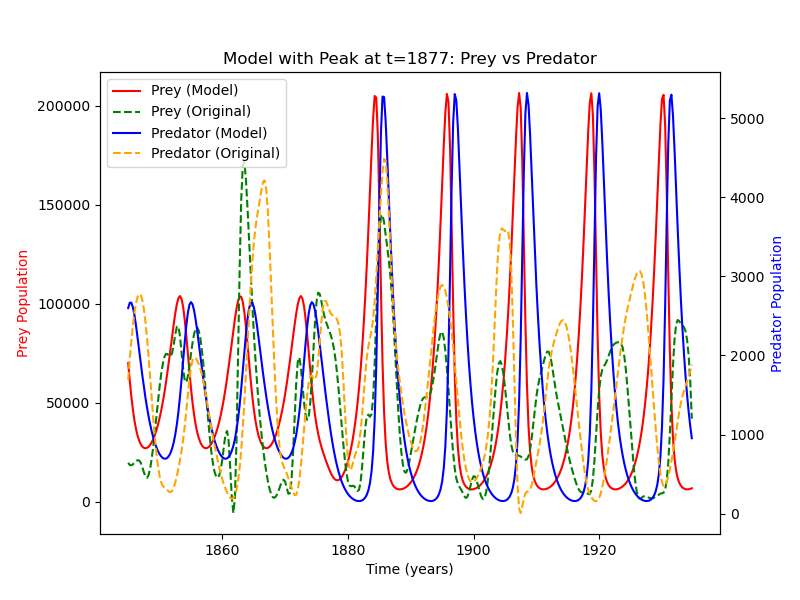 Model with Peak at t=1877: Prey vs Predator
Prey (Model)
Prey (Original)
Predator (Model)
Predator (Original)
200000
150000
100000
50000
0
Prey Population
5000
4000
3000
2000
1000
0
Predator Population
1860
1880
1900
1920
Time (years)